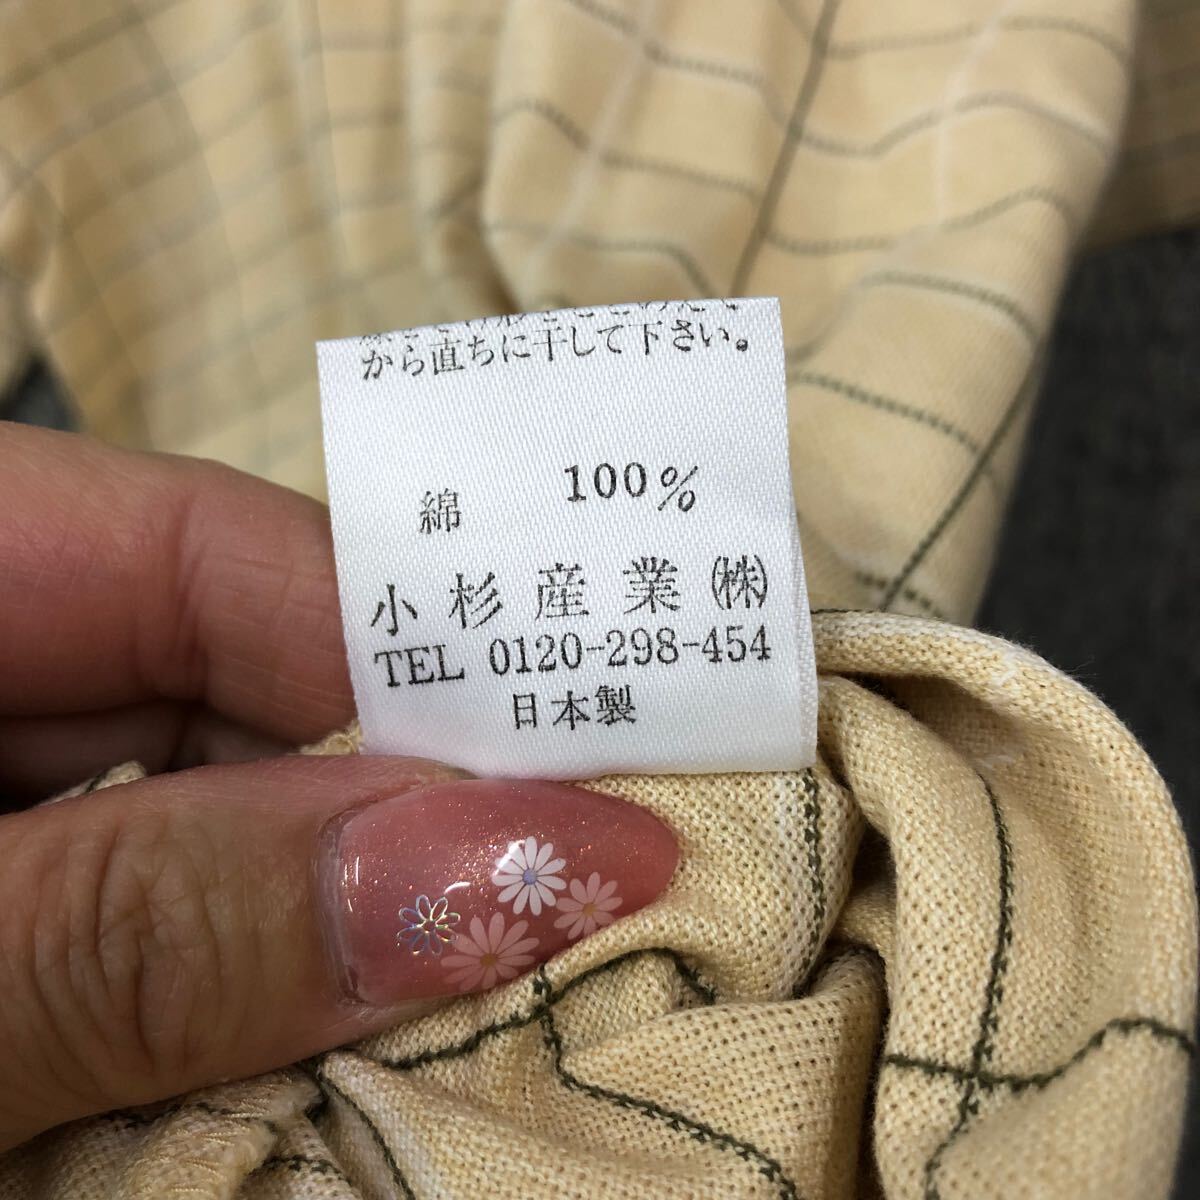 から直ちに干して下さい。
綿 100%
小杉産業㈱
TEL 0120-298-454
日本製